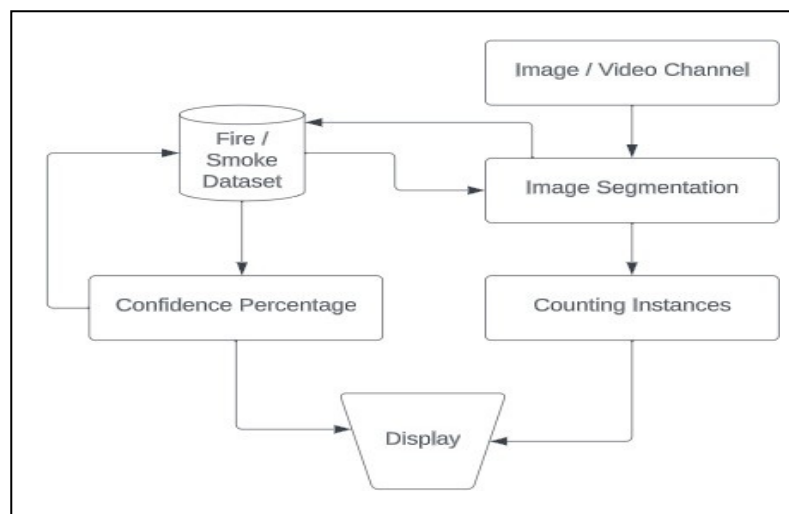 Image / Video Channel
Fire /
Smoke
Dataset
Image Segmentation
Confidence Percentage
Counting Instances
Display